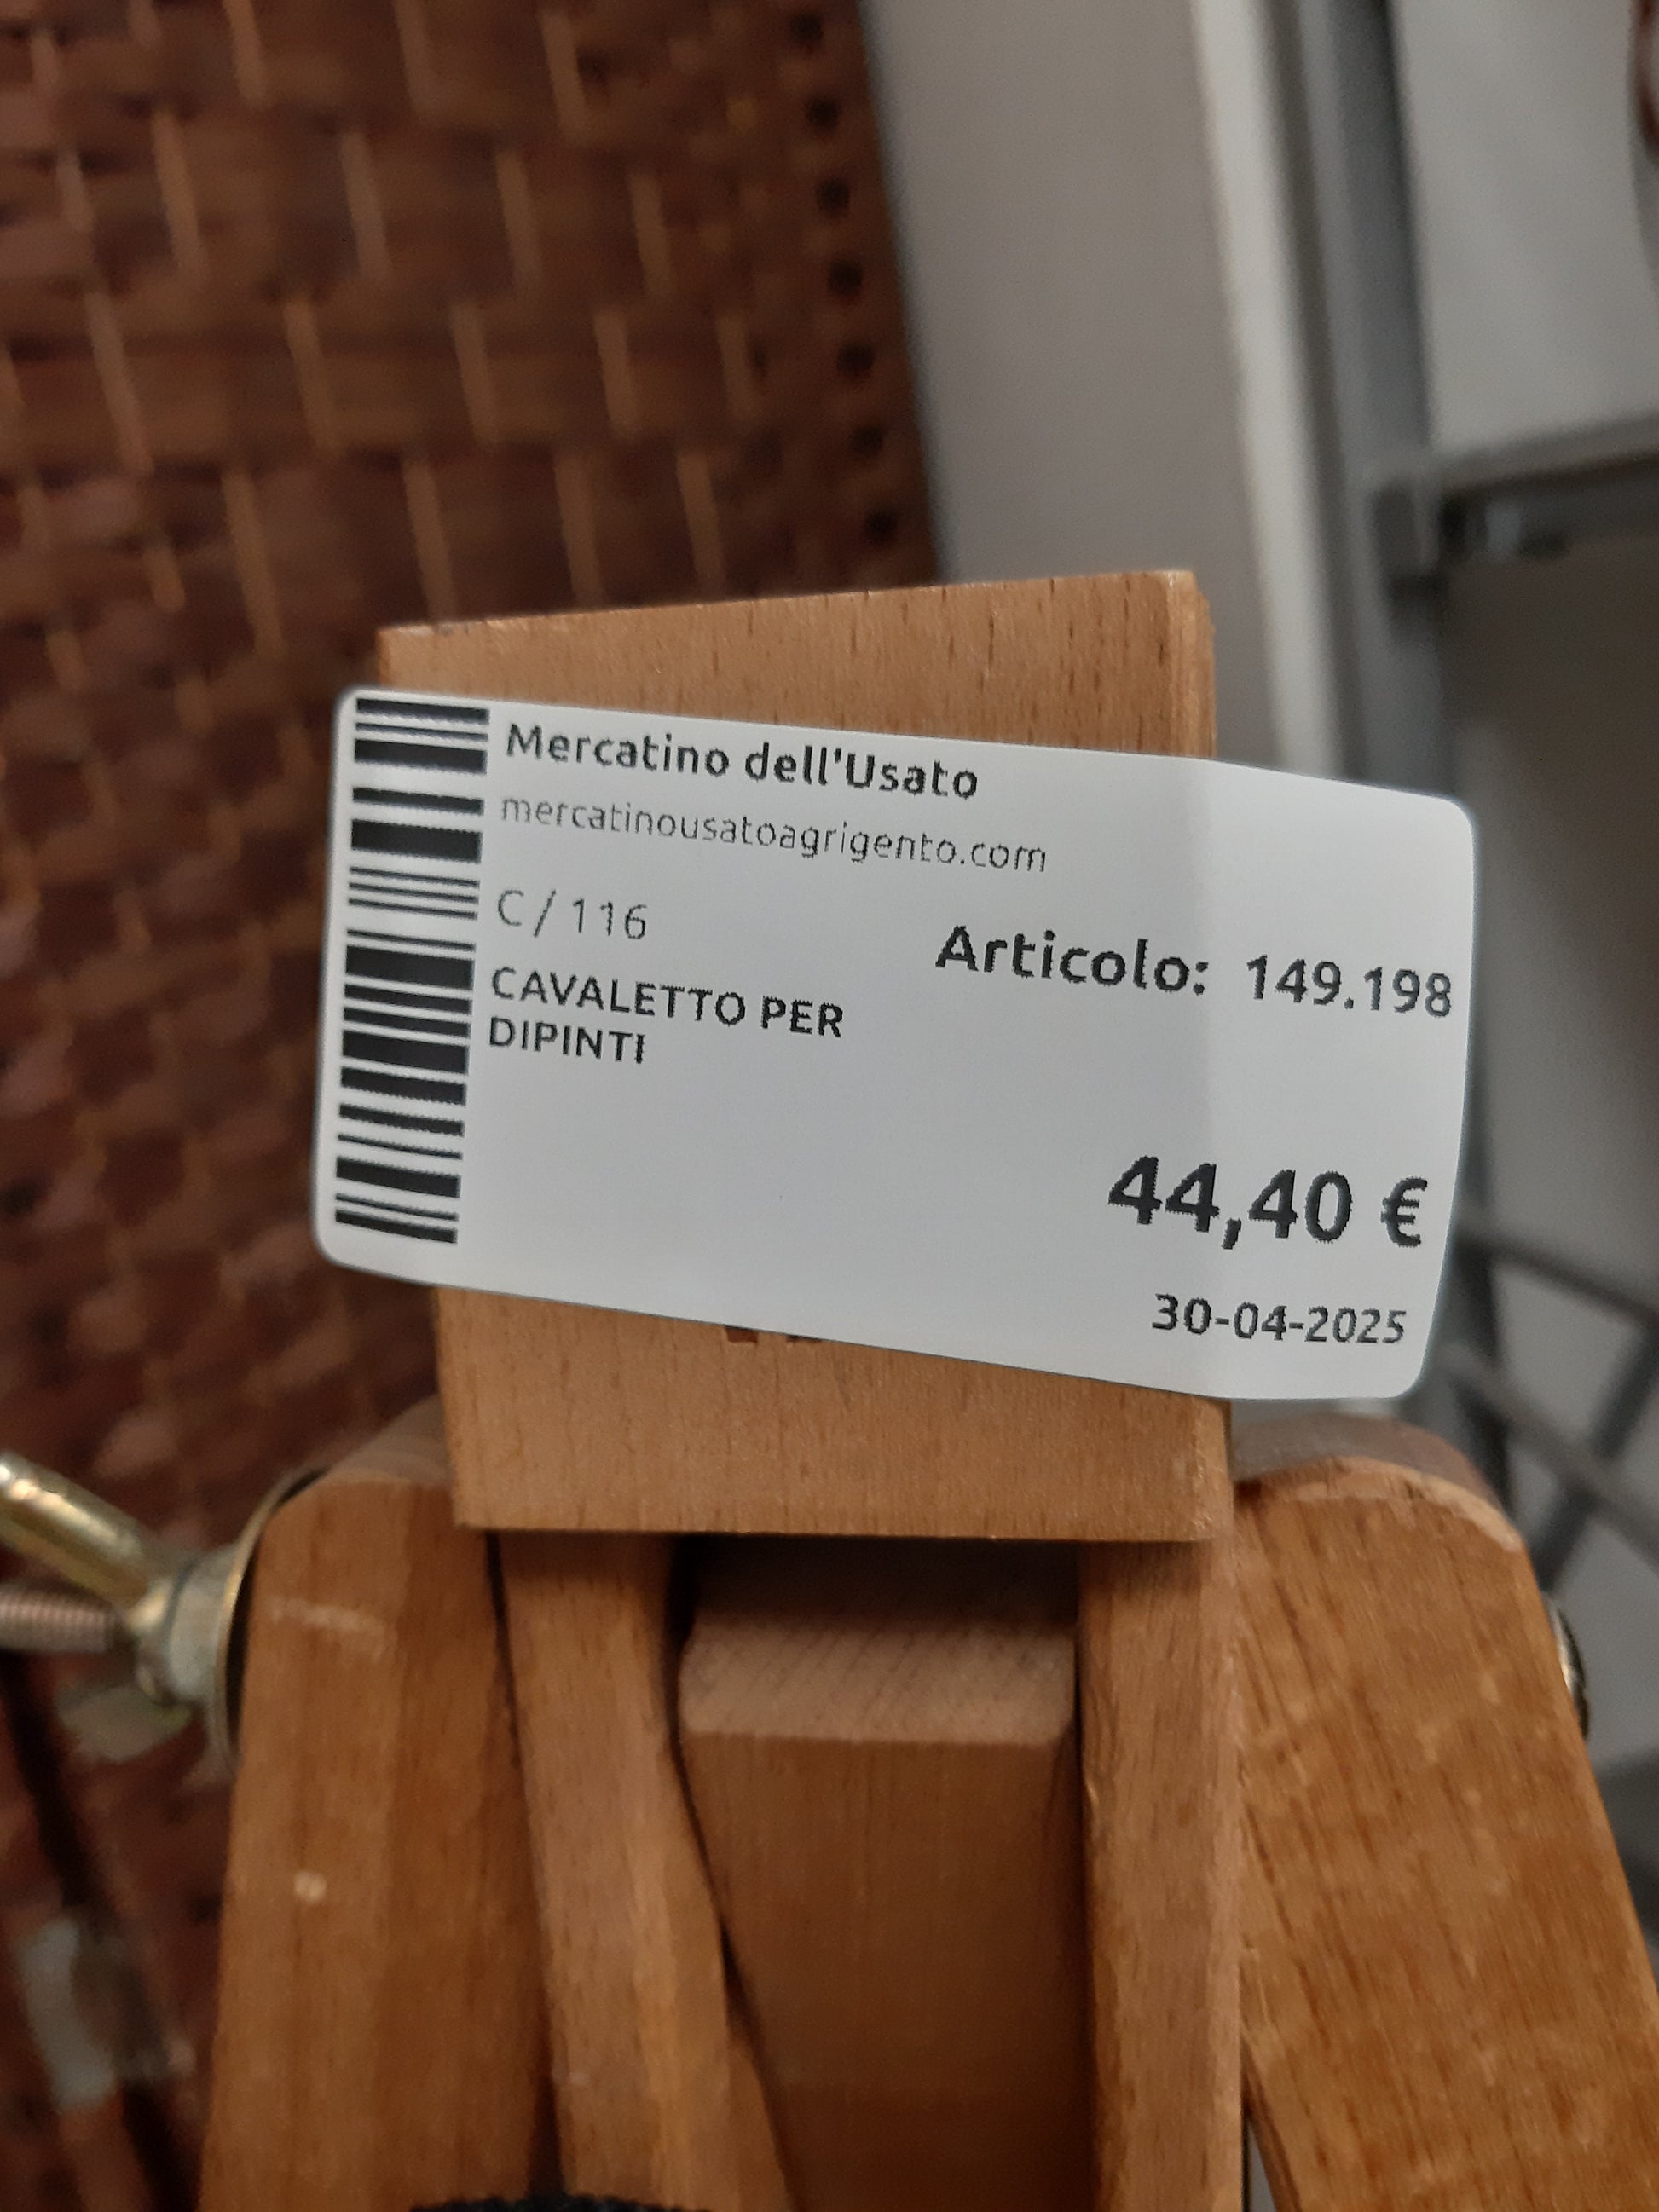 Mercatino dell'Usato
mercatinousatoagrigento.com
C / 116
Articolo: 149.198
CAVALETTO PER
DIPINTI
44,40 €
30-04-2025